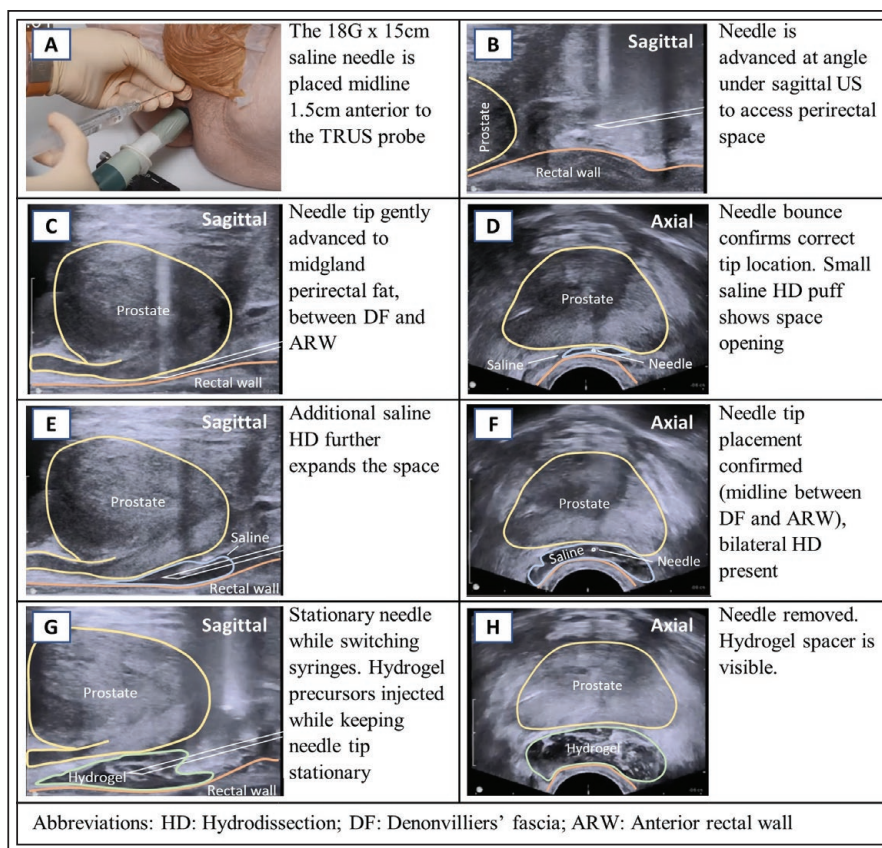 A
The 18G x 15cm
saline needle is
placed midline
1.5cm anterior to
the TRUS probe
B
Sagittal
Prostate
Rectal wall
Needle is
advanced at angle
under sagittal US
to access perirectal
space
C
Sagittal
Prostate
Rectal wall
Needle tip gently
advanced to
midgland
perirectal fat,
between DF and
ARW
D
Axial
Prostate
Saline
Needle
Needle bounce
confirms correct
tip location. Small
saline HD puff
shows space
opening
E
Sagittal
Prostate
Saline
Rectal wall
Additional saline
HD further
expands the space
F
Axial
Prostate
Saline
Needle
Needle tip
placement
confirmed
(midline between
DF and ARW),
bilateral HD
present
G
Sagittal
Prostate
Hydrogel
Rectal wall
Stationary needle
while switching
syringes. Hydrogel
precursors injected
while keeping
needle tip
stationary
H
Axial
Prostate
Hydrogel
Needle removed.
Hydrogel spacer is
visible.
Abbreviations: HD: Hydrodissection; DF: Denonvilliers’ fascia; ARW: Anterior rectal wall